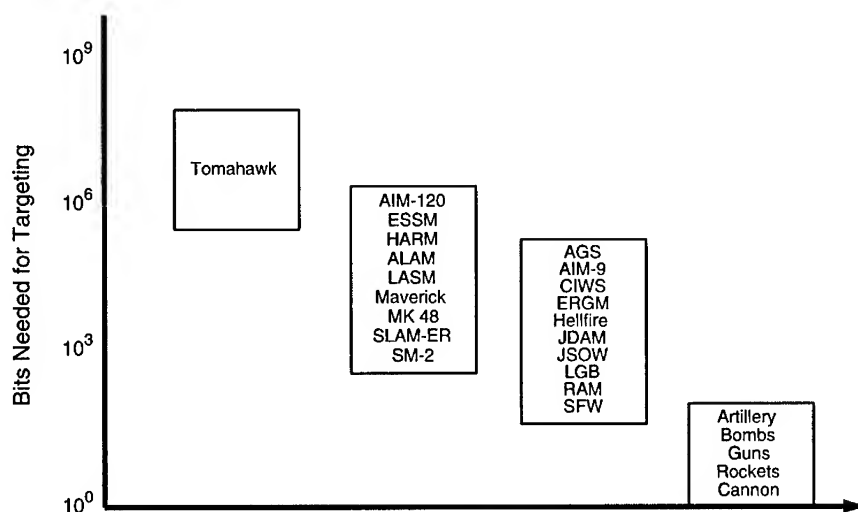 10⁹
10⁶
10³
10⁰
Bits Needed for Targeting
Tomahawk
AIM-120
ESSM
HARM
ALAM
LASM
Maverick
MK 48
SLAM-ER
SM-2
AGS
AIM-9
CIWS
ERGM
Hellfire
JDAM
JSOW
LGB
RAM
SFW
Artillery
Bombs
Guns
Rockets
Cannon